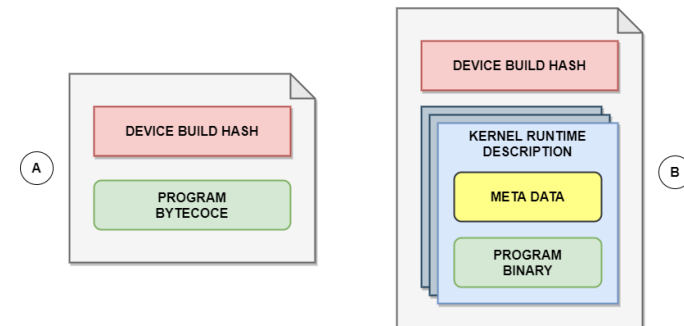 A
DEVICE BUILD HASH
PROGRAM
BYTECOCE
DEVICE BUILD HASH
KERNEL RUNTIME
DESCRIPTION
META DATA
PROGRAM
BINARY
B